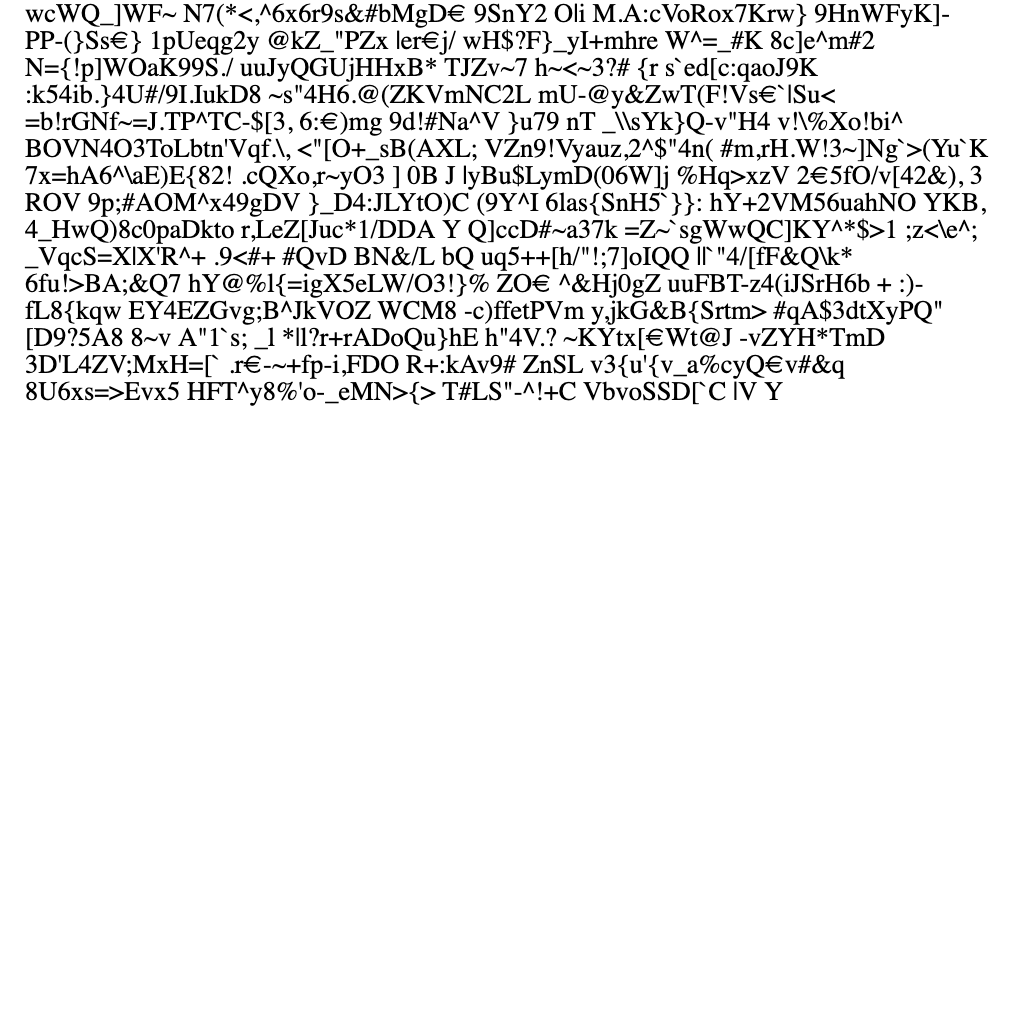 wcWQ_]WF~ N7(*<,^6x6r9s&#bMgD€ 9SnY2 Oli M.A:cVoRox7Krw} 9HnWFyK]-
PP-(}Ss€} 1pUeqg2y @kZ_"PZx |er€j/ wH$?F}_yI+mhre W^=_#K 8c]e^m#2
N={!p]WOaK99S./ uuJyQGUjHHxB* TJZv~7 h~<~3?# {r s`ed[c:qaoJ9K
:k54ib.}4U#/9I.IukD8 ~s"4H6.@(ZKVmNC2L mU-@y&ZwT(F!Vs€`|Su<
=b!rGNf~=J.TP^TC-$[3, 6:€)mg 9d!#Na^V }u79 nT _\\sYk}Q-v"H4 v!\%Xo!bi^
BOVN4O3ToLbtn'Vqf.\, <"[O+_sB(AXL; VZn9!Vyauz,2^$"4n( #m,rH.W!3~]Ng`>(Yu`K
7x=hA6^\aE)E{82! .cQXo,r~yO3 ] 0B J |yBu$LymD(06W]j %Hq>xzV 2€5fO/v[42&), 3
ROV 9p;#AOM^x49gDV }_D4:JLYtO)C (9Y^I 6las{SnH5`}}: hY+2VM56uahNO YKB,
4_HwQ)8c0paDkto r,LeZ[Juc*1/DDA Y Q]ccD#~a37k =Z~`sgWwQC]KY^*$>1 ;z<\e^;
_VqcS=X|X'R^+ .9<#+ #QvD BN&/L bQ uq5++[h/"!;7]oIQQ ||`"4/[fF&Q\k*
6fu!>BA;&Q7 hY@%l{=igX5eLW/O3!}% ZO€ ^&Hj0gZ uuFBT-z4(iJSrH6b + :)-
fL8{kqw EY4EZGvg;B^JkVOZ WCM8 -c)ffetPVm y,jkG&B{Srtm> #qA$3dtXyPQ"
[D9?5A8 8~v A"1`s; _l *||?r+rADoQu}hE h"4V.? ~KYtx[€Wt@J -vZYH*TmD
3D'L4ZV;MxH=[` .r€-~+fp-i,FDO R+:kAv9# ZnSL v3{u'{v_a%cyQ€v#&q
8U6xs=>Evx5 HFT^y8%'o-_eMN>{> T#LS"-^!+C VbvoSSD[`C |V Y